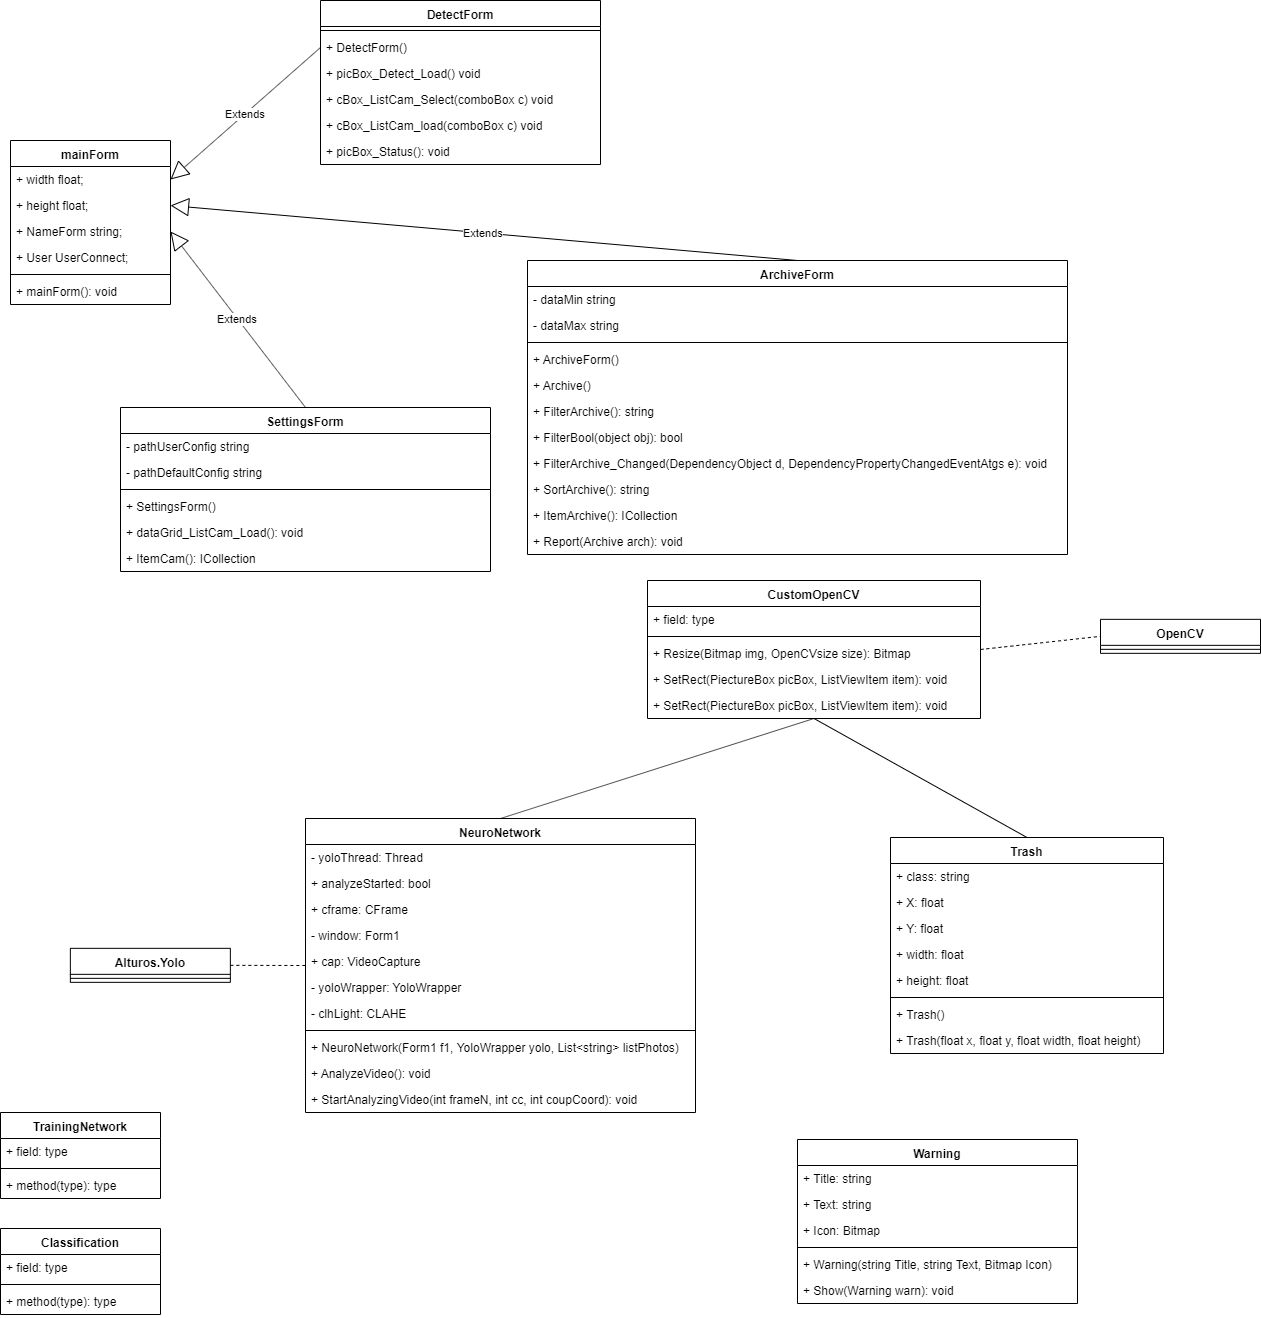 DetectForm
+ DetectForm()
+ picBox_Detect_Load() void
+ cBox_ListCam_Select(comboBox c) void
+ cBox_ListCam_load(comboBox c) void
+ picBox_Status(): void
Extends
mainForm
+ width float;
+ height float;
+ NameForm string;
+ User UserConnect;
+ mainForm(): void
Extends
Extends
ArchiveForm
- dataMin string
- dataMax string
+ ArchiveForm()
+ Archive()
+ FilterArchive(): string
+ FilterBool(object obj): bool
+ FilterArchive_Changed(DependencyObject d, DependencyPropertyChangedEventAtgs e): void
+ SortArchive(): string
+ ItemArchive(): ICollection
+ Report(Archive arch): void
SettingsForm
- pathUserConfig string
- pathDefaultConfig string
+ SettingsForm()
+ dataGrid_ListCam_Load(): void
+ ItemCam(): ICollection
CustomOpenCV
+ field: type
+ Resize(Bitmap img, OpenCVsize size): Bitmap
+ SetRect(PiectureBox picBox, ListViewItem item): void
+ SetRect(PiectureBox picBox, ListViewItem item): void
OpenCV
NeuroNetwork
- yoloThread: Thread
+ analyzeStarted: bool
+ cframe: CFrame
- window: Form1
+ cap: VideoCapture
- yoloWrapper: YoloWrapper
- clhLight: CLAHE
+ NeuroNetwork(Form1 f1, YoloWrapper yolo, List<string> listPhotos)
+ AnalyzeVideo(): void
+ StartAnalyzingVideo(int frameN, int cc, int coupCoord): void
Trash
+ class: string
+ X: float
+ Y: float
+ width: float
+ height: float
+ Trash()
+ Trash(float x, float y, float width, float height)
Alturos.Yolo
TrainingNetwork
+ field: type
+ method(type): type
Classification
+ field: type
+ method(type): type
Warning
+ Title: string
+ Text: string
+ Icon: Bitmap
+ Warning(string Title, string Text, Bitmap Icon)
+ Show(Warning warn): void